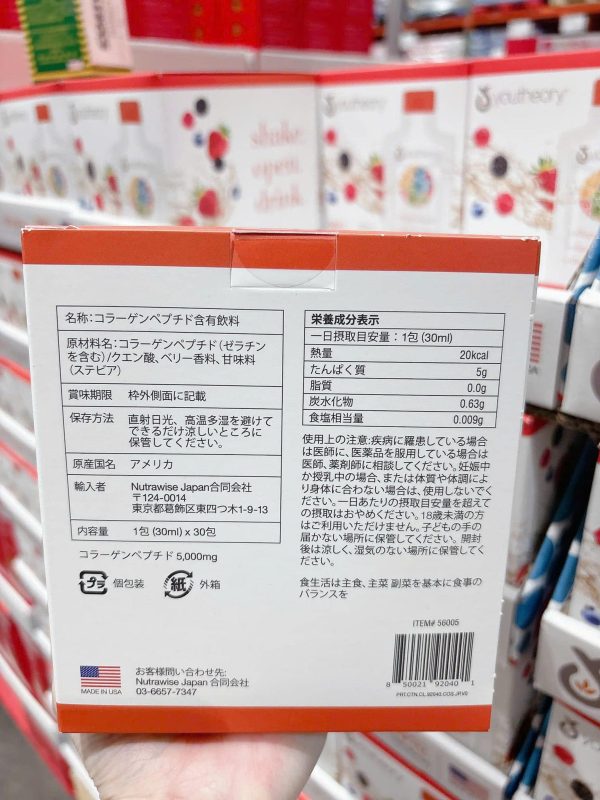 youtheory
youtheory
shake
open
drink
名称:コラーゲンペプチド含有飲料
原材料名:コラーゲンペプチド(ゼラチン
を含む)/クエン酸、ベリー香料、甘味料
(ステビア)
賞味期限 枠外側面に記載
保存方法 直射日光、高温多湿を避けて
できるだけ涼しいところに
保管してください。
原産国名 アメリカ
輸入者 Nutrawise Japan合同会社
〒124-0014
東京都葛飾区東四つ木1-9-13
内容量 1包 (30ml) x 30包
コラーゲンペプチド 5,000mg
プラ 個包装 紙 外箱
MADE IN USA
お客様問い合わせ先:
Nutrawise Japan 合同会社
03-6657-7347
栄養成分表示
一日摂取目安量:1包 (30ml)
熱量 20kcal
たんぱく質 5g
脂質 0.0g
炭水化物 0.63g
食塩相当量 0.009g
使用上の注意:疾病に罹患している場合
は医師に、医薬品を服用している場合は
医師、薬剤師に相談してください。妊娠中
か授乳中の場合、または体質や体調によ
り身体に合わない場合は、使用しないでく
ださい。一日あたりの摂取目安量を超えて
の摂取はおやめください。18歳未満の方
はご利用いただけません。子どもの手の
届かない場所に保管してください。開封
後は涼しく、湿気のない場所に保管してく
ださい。
食生活は主食、主菜 副菜を基本に食事の
バランスを
ITEM# 56005
8 50021 92040 1
PRT.CTN.CL.92040.COS.JP.V0